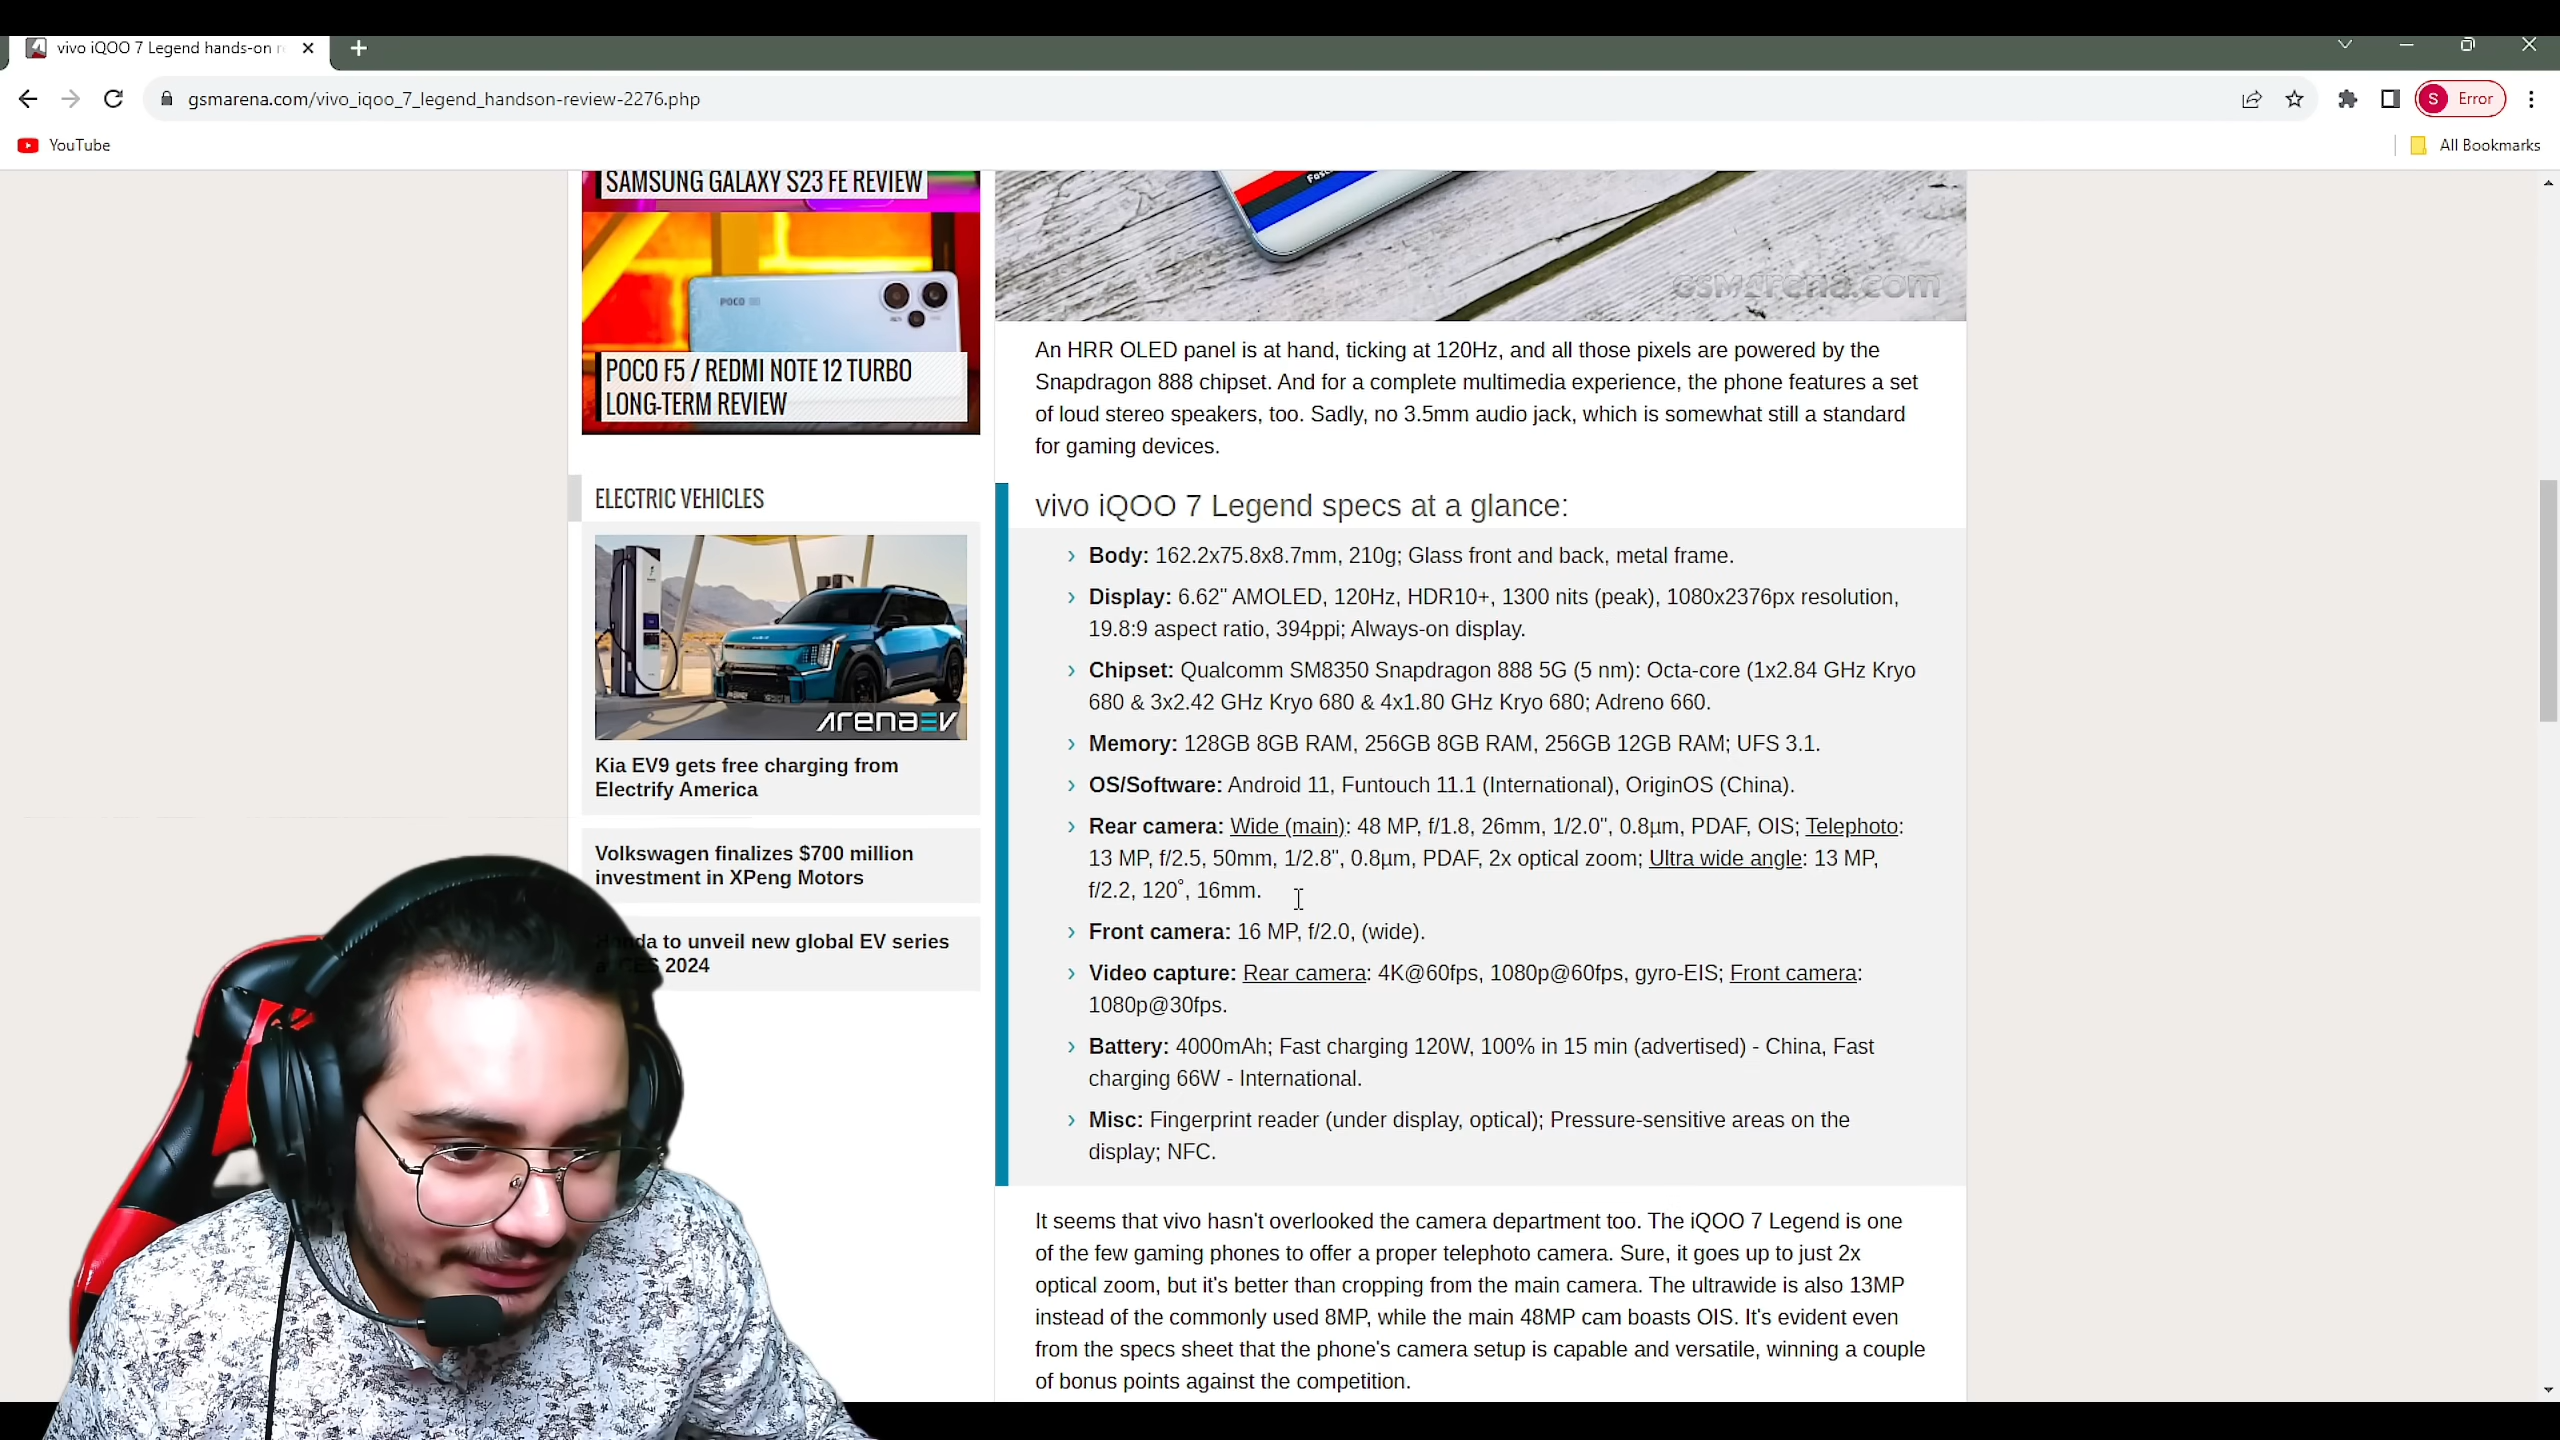 vivo iQOO 7 Legend hands-on r
gsmarena.com/vivo_iqoo_7_legend_handson-review-2276.php
S Error
YouTube
All Bookmarks
SAMSUNG GALAXY S23 FE REVIEW
POCO
POCO F5 / REDMI NOTE 12 TURBO
LONG-TERM REVIEW
ELECTRIC VEHICLES
ArenaEV
Kia EV9 gets free charging from
Electrify America
Volkswagen finalizes $700 million
investment in XPeng Motors
to unveil new global EV series
2024
gsmarena.com
An HRR OLED panel is at hand, ticking at 120Hz, and all those pixels are powered by the
Snapdragon 888 chipset. And for a complete multimedia experience, the phone features a set
of loud stereo speakers, too. Sadly, no 3.5mm audio jack, which is somewhat still a standard
for gaming devices.
vivo iQOO 7 Legend specs at a glance:
Body: 162.2x75.8x8.7mm, 210g; Glass front and back, metal frame.
Display: 6.62" AMOLED, 120Hz, HDR10+, 1300 nits (peak), 1080x2376px resolution,
19.8:9 aspect ratio, 394ppi; Always-on display.
Chipset: Qualcomm SM8350 Snapdragon 888 5G (5 nm): Octa-core (1x2.84 GHz Kryo
680 & 3x2.42 GHz Kryo 680 & 4x1.80 GHz Kryo 680; Adreno 660.
Memory: 128GB 8GB RAM, 256GB 8GB RAM, 256GB 12GB RAM; UFS 3.1.
OS/Software: Android 11, Funtouch 11.1 (International), OriginOS (China).
Rear camera: Wide (main): 48 MP, f/1.8, 26mm, 1/2.0", 0.8µm, PDAF, OIS; Telephoto:
13 MP, f/2.5, 50mm, 1/2.8", 0.8µm, PDAF, 2x optical zoom; Ultra wide angle: 13 MP,
f/2.2, 120˚, 16mm.
Front camera: 16 MP, f/2.0, (wide).
Video capture: Rear camera: 4K@60fps, 1080p@60fps, gyro-EIS; Front camera:
1080p@30fps.
Battery: 4000mAh; Fast charging 120W, 100% in 15 min (advertised) - China, Fast
charging 66W - International.
Misc: Fingerprint reader (under display, optical); Pressure-sensitive areas on the
display; NFC.
It seems that vivo hasn't overlooked the camera department too. The iQOO 7 Legend is one
of the few gaming phones to offer a proper telephoto camera. Sure, it goes up to just 2x
optical zoom, but it's better than cropping from the main camera. The ultrawide is also 13MP
instead of the commonly used 8MP, while the main 48MP cam boasts OIS. It's evident even
from the specs sheet that the phone's camera setup is capable and versatile, winning a couple
of bonus points against the competition.